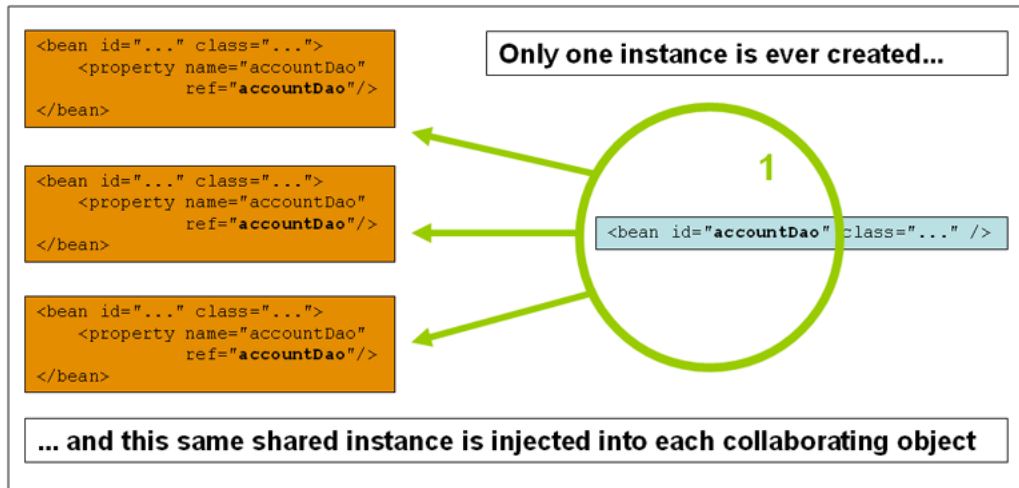 <bean id="..." class="...">
<property name="accountDao"
ref="accountDao"/>
</bean>
Only one instance is ever created...
1
<bean id="..." class="...">
<property name="accountDao
ref="accountDao"/>
</bean>
<bean id="accountDao" class="..." />
<bean id="..." class="...">
<property name="accountDao
ref="accountDao"/>
</bean>
... and this same shared instance is injected into each collaborating object